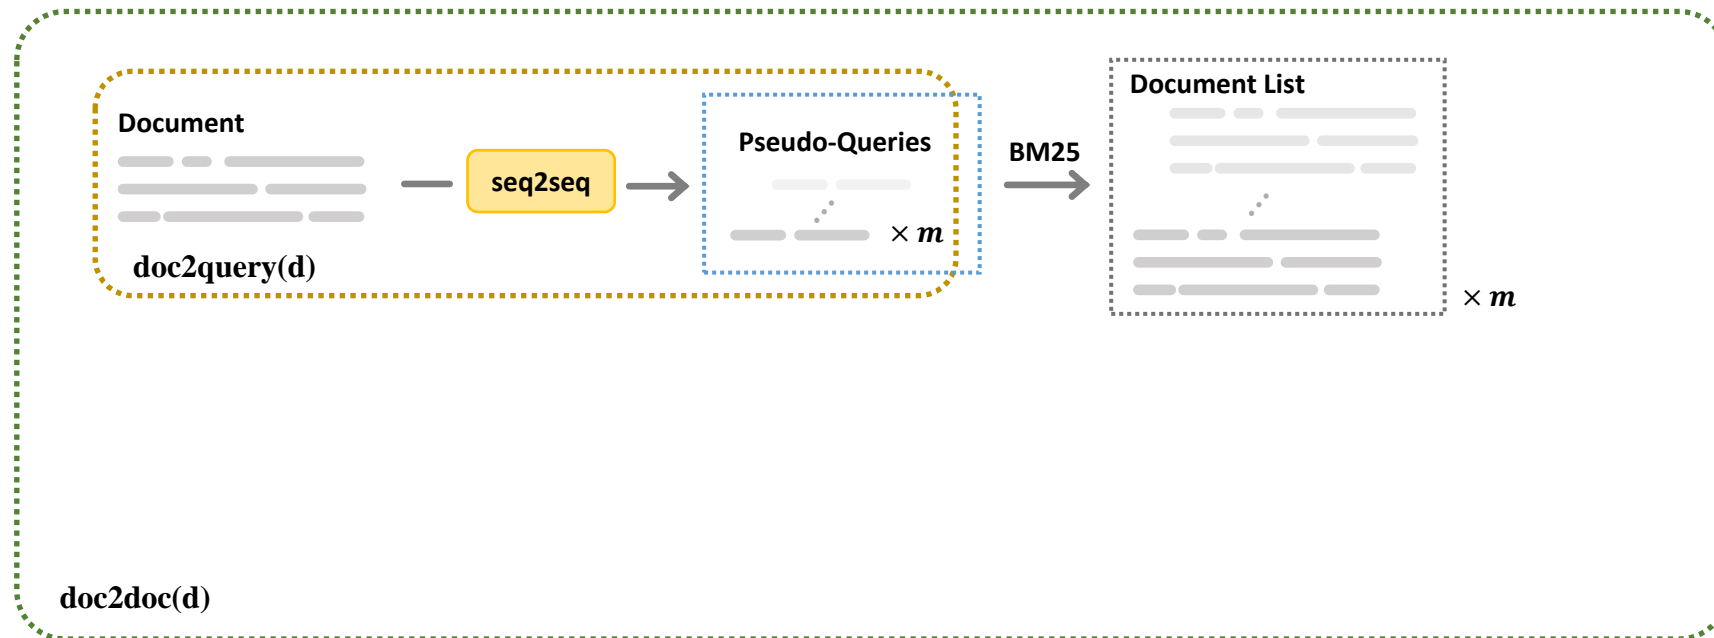 Document
seq2seq
Pseudo-Queries
× m
doc2query(d)
BM25
Document List
× m
doc2doc(d)